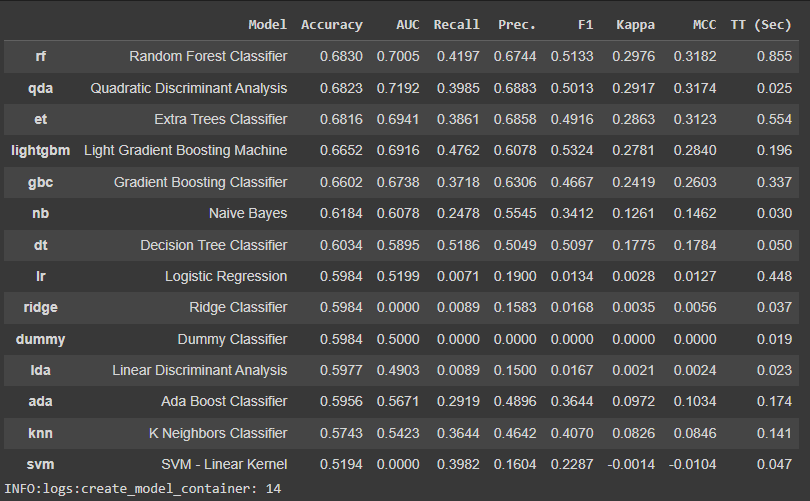 Model Accuracy AUC Recall Prec. F1 Kappa MCC TT (Sec)
rf Random Forest Classifier 0.6830 0.7005 0.4197 0.6744 0.5133 0.2976 0.3182 0.855
qda Quadratic Discriminant Analysis 0.6823 0.7192 0.3985 0.6883 0.5013 0.2917 0.3174 0.025
et Extra Trees Classifier 0.6816 0.6941 0.3861 0.6858 0.4916 0.2863 0.3123 0.554
lightgbm Light Gradient Boosting Machine 0.6652 0.6916 0.4762 0.6078 0.5324 0.2781 0.2840 0.196
gbc Gradient Boosting Classifier 0.6602 0.6738 0.3718 0.6306 0.4667 0.2419 0.2603 0.337
nb Naive Bayes 0.6184 0.6078 0.2478 0.5545 0.3412 0.1261 0.1462 0.030
dt Decision Tree Classifier 0.6034 0.5895 0.5186 0.5049 0.5097 0.1775 0.1784 0.050
lr Logistic Regression 0.5984 0.5199 0.0071 0.1900 0.0134 0.0028 0.0127 0.448
ridge Ridge Classifier 0.5984 0.0000 0.0089 0.1583 0.0168 0.0035 0.0056 0.037
dummy Dummy Classifier 0.5984 0.5000 0.0000 0.0000 0.0000 0.0000 0.0000 0.019
lda Linear Discriminant Analysis 0.5977 0.4903 0.0089 0.1500 0.0167 0.0021 0.0024 0.023
ada Ada Boost Classifier 0.5956 0.5671 0.2919 0.4896 0.3644 0.0972 0.1034 0.174
knn K Neighbors Classifier 0.5743 0.5423 0.3644 0.4642 0.4070 0.0826 0.0846 0.141
svm SVM - Linear Kernel 0.5194 0.0000 0.3982 0.1604 0.2287 -0.0014 -0.0104 0.047
INFO:logs:create_model_container: 14